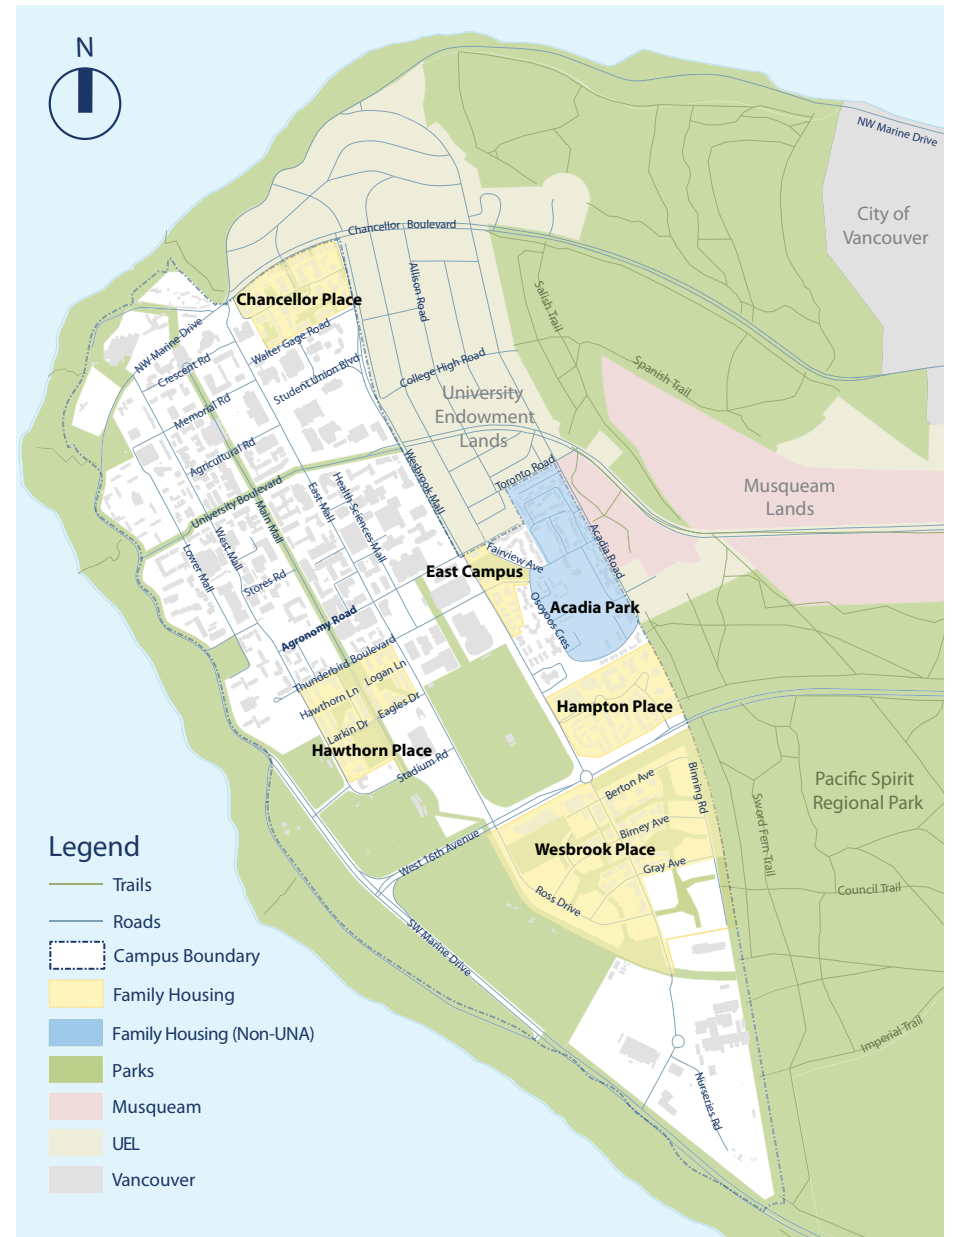 N
NW Marine Drive
City of
Vancouver
Chancellor Boulevard
Allison Road
Salish Trail
Chancellor Place
NW Marine Drive
Walter Gage Road
Crescent Rd
Student Union Blvd
College High Road
Spanish Trail
University
Endowment
Lands
Memorial Rd
Agricultural Rd
Wesbrook Mall
Toronto Road
Musqueam
Lands
University Boulevard
Health Sciences Mall
East Mall
Main Mall
West Mall
Lower Mall
Stores Rd
Acadia Road
Fairview Ave
East Campus
Osoyoos Cres
Acadia Park
Agronomy Road
Thunderbird Boulevard
Logan Ln
Hawthorn Ln
Eagles Dr
Larkin Dr
Hampton Place
Hawthorn Place
Stadium Rd
Binning Rd
Berton Ave
Pacific Spirit
Regional Park
Sword Fern Trail
Birney Ave
Wesbrook Place
West 16th Avenue
Gray Ave
Council Trail
Ross Drive
SW Marine Drive
Imperial Trail
Nurseries Rd
Legend
Trails
Roads
Campus Boundary
Family Housing
Family Housing (Non-UNA)
Parks
Musqueam
UEL
Vancouver